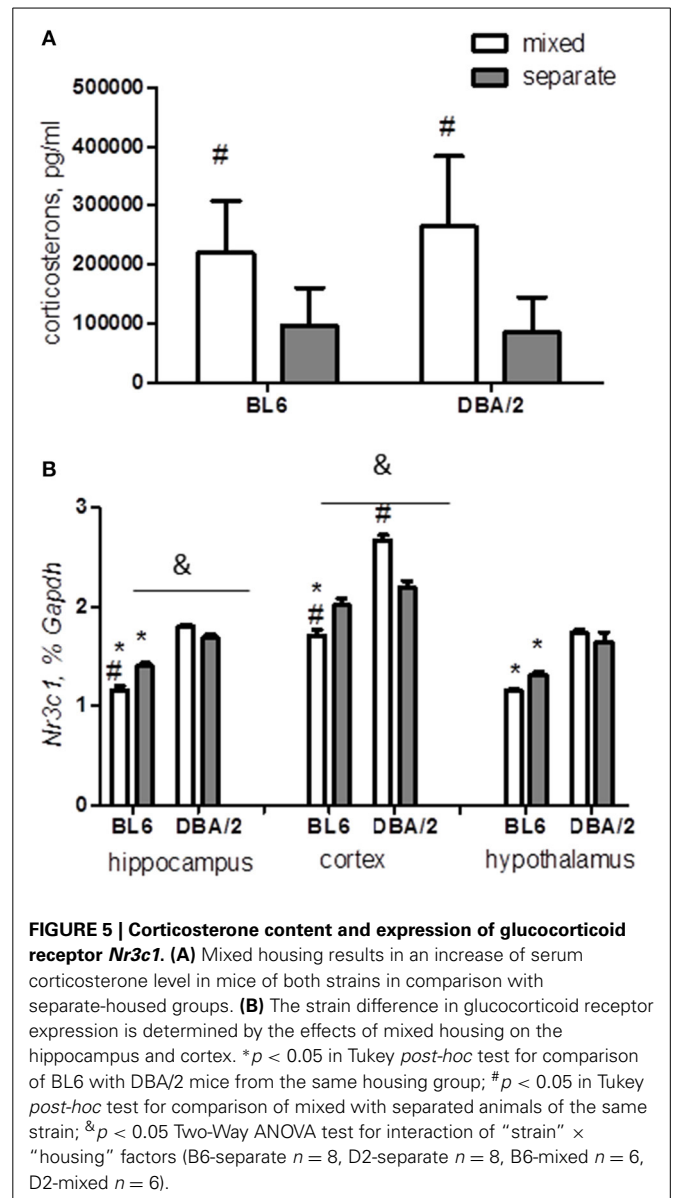 A
mixed
separate
500000
400000
300000
200000
100000
0
corticosterons, pg/ml
#
#
BL6
DBA/2
B
&
&
3
2
1
0
Nr3c1, % Gapdh
* *
#
*
#
#
* *
BL6 DBA/2 BL6 DBA/2 BL6 DBA/2
hippocampus cortex hypothalamus
FIGURE 5 | Corticosterone content and expression of glucocorticoid
receptor Nr3c1. (A) Mixed housing results in an increase of serum
corticosterone level in mice of both strains in comparison with
separate-housed groups. (B) The strain difference in glucocorticoid receptor
expression is determined by the effects of mixed housing on the
hippocampus and cortex. *p < 0.05 in Tukey post-hoc test for comparison
of BL6 with DBA/2 mice from the same housing group; #p < 0.05 in Tukey
post-hoc test for comparison of mixed with separated animals of the same
strain; &p < 0.05 Two-Way ANOVA test for interaction of "strain" ×
"housing" factors (B6-separate n = 8, D2-separate n = 8, B6-mixed n = 6,
D2-mixed n = 6).